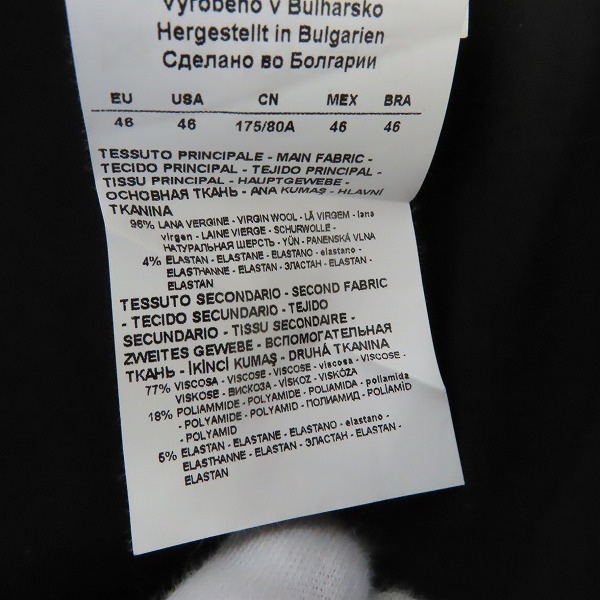 Vyrobeno v Bulharsko
Hergestellt in Bulgarien
Сделано во Болгарии
EU USA CN MEX BRA
46 46 175/80A 46 46
TESSUTO PRINCIPALE - MAIN FABRIC -
TECIDO PRINCIPAL - TEJIDO PRINCIPAL -
TISSU PRINCIPAL - HAUPTGEWEBE -
ОСНОВНАЯ ТКАНЬ - ANA KUMAŞ - HLAVNÍ
TKANINA
96% LANA VERGINE - VIRGIN WOOL - LÃ VIRGEM - lana
virgen - LAINE VIERGE - SCHURWOLLE -
НАТУРАЛЬНАЯ ШЕРСТЬ - YÜN - PANENSKÁ VLNA
4% ELASTAN - ELASTANE - ELASTANO - elastano -
ELASTHANNE - ELASTAN - ЭЛАСТАН - ELASTAN -
ELASTAN
TESSUTO SECONDARIO - SECOND FABRIC
- TECIDO SECUNDARIO - TEJIDO
SECUNDARIO - TISSU SECONDAIRE -
ZWEITES GEWEBE - ВСПОМОГАТЕЛЬНАЯ
ТКАНЬ - İKİNCİ KUMAŞ - DRUHÁ TKANINA
77% VISCOSA - VISCOSE - VISCOSE - viscosa - VISCOSE -
VISKOSE - ВИСКОЗА - VİSKOZ - VISKÓZA
18% POLIAMMIDE - POLYAMIDE - POLIAMIDA - poliamida
- POLYAMIDE - POLYAMID - ПОЛИАМИД - POLİAMİD
- POLYAMID
5% ELASTAN - ELASTANE - ELASTANO - elastano -
ELASTHANNE - ELASTAN - ЭЛАСТАН - ELASTAN -
ELASTAN